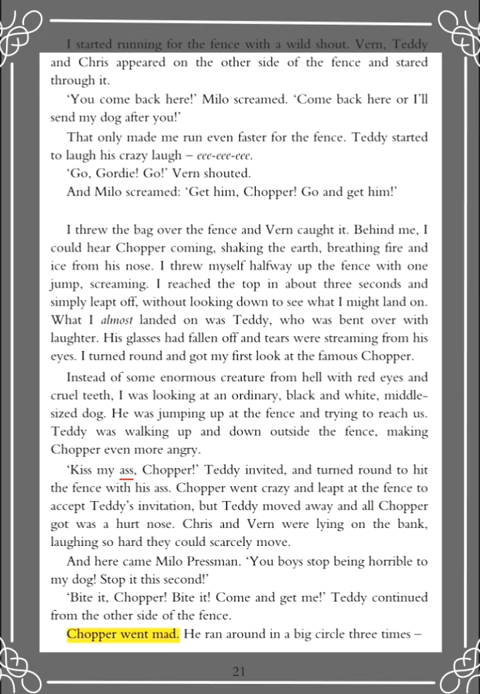 I started running for the fence with a wild shout. Vern, Teddy
and Chris appeared on the other side of the fence and stared
through it.
‘You come back here!’ Milo screamed. ‘Come back here or I’ll
send my dog after you!’
That only made me run even faster for the fence. Teddy started
to laugh his crazy laugh – eee-eee-eee.
‘Go, Gordie! Go!’ Vern shouted.
And Milo screamed: ‘Get him, Chopper! Go and get him!’
I threw the bag over the fence and Vern caught it. Behind me, I
could hear Chopper coming, shaking the earth, breathing fire and
ice from his nose. I threw myself halfway up the fence with one
jump, screaming. I reached the top in about three seconds and
simply leapt off, without looking down to see what I might land on.
What I almost landed on was Teddy, who was bent over with
laughter. His glasses had fallen off and tears were streaming from his
eyes. I turned round and got my first look at the famous Chopper.
Instead of some enormous creature from hell with red eyes and
cruel teeth, I was looking at an ordinary, black and white, middle-
sized dog. He was jumping up at the fence and trying to reach us.
Teddy was walking up and down outside the fence, making
Chopper even more angry.
‘Kiss my ass, Chopper!’ Teddy invited, and turned round to hit
the fence with his ass. Chopper went crazy and leapt at the fence to
accept Teddy’s invitation, but Teddy moved away and all Chopper
got was a hurt nose. Chris and Vern were lying on the bank,
laughing so hard they could scarcely move.
And here came Milo Pressman. ‘You boys stop being horrible to
my dog! Stop it this second!’
‘Bite it, Chopper! Bite it! Come and get me!’ Teddy continued
from the other side of the fence.
Chopper went mad. He ran around in a big circle three times –
21